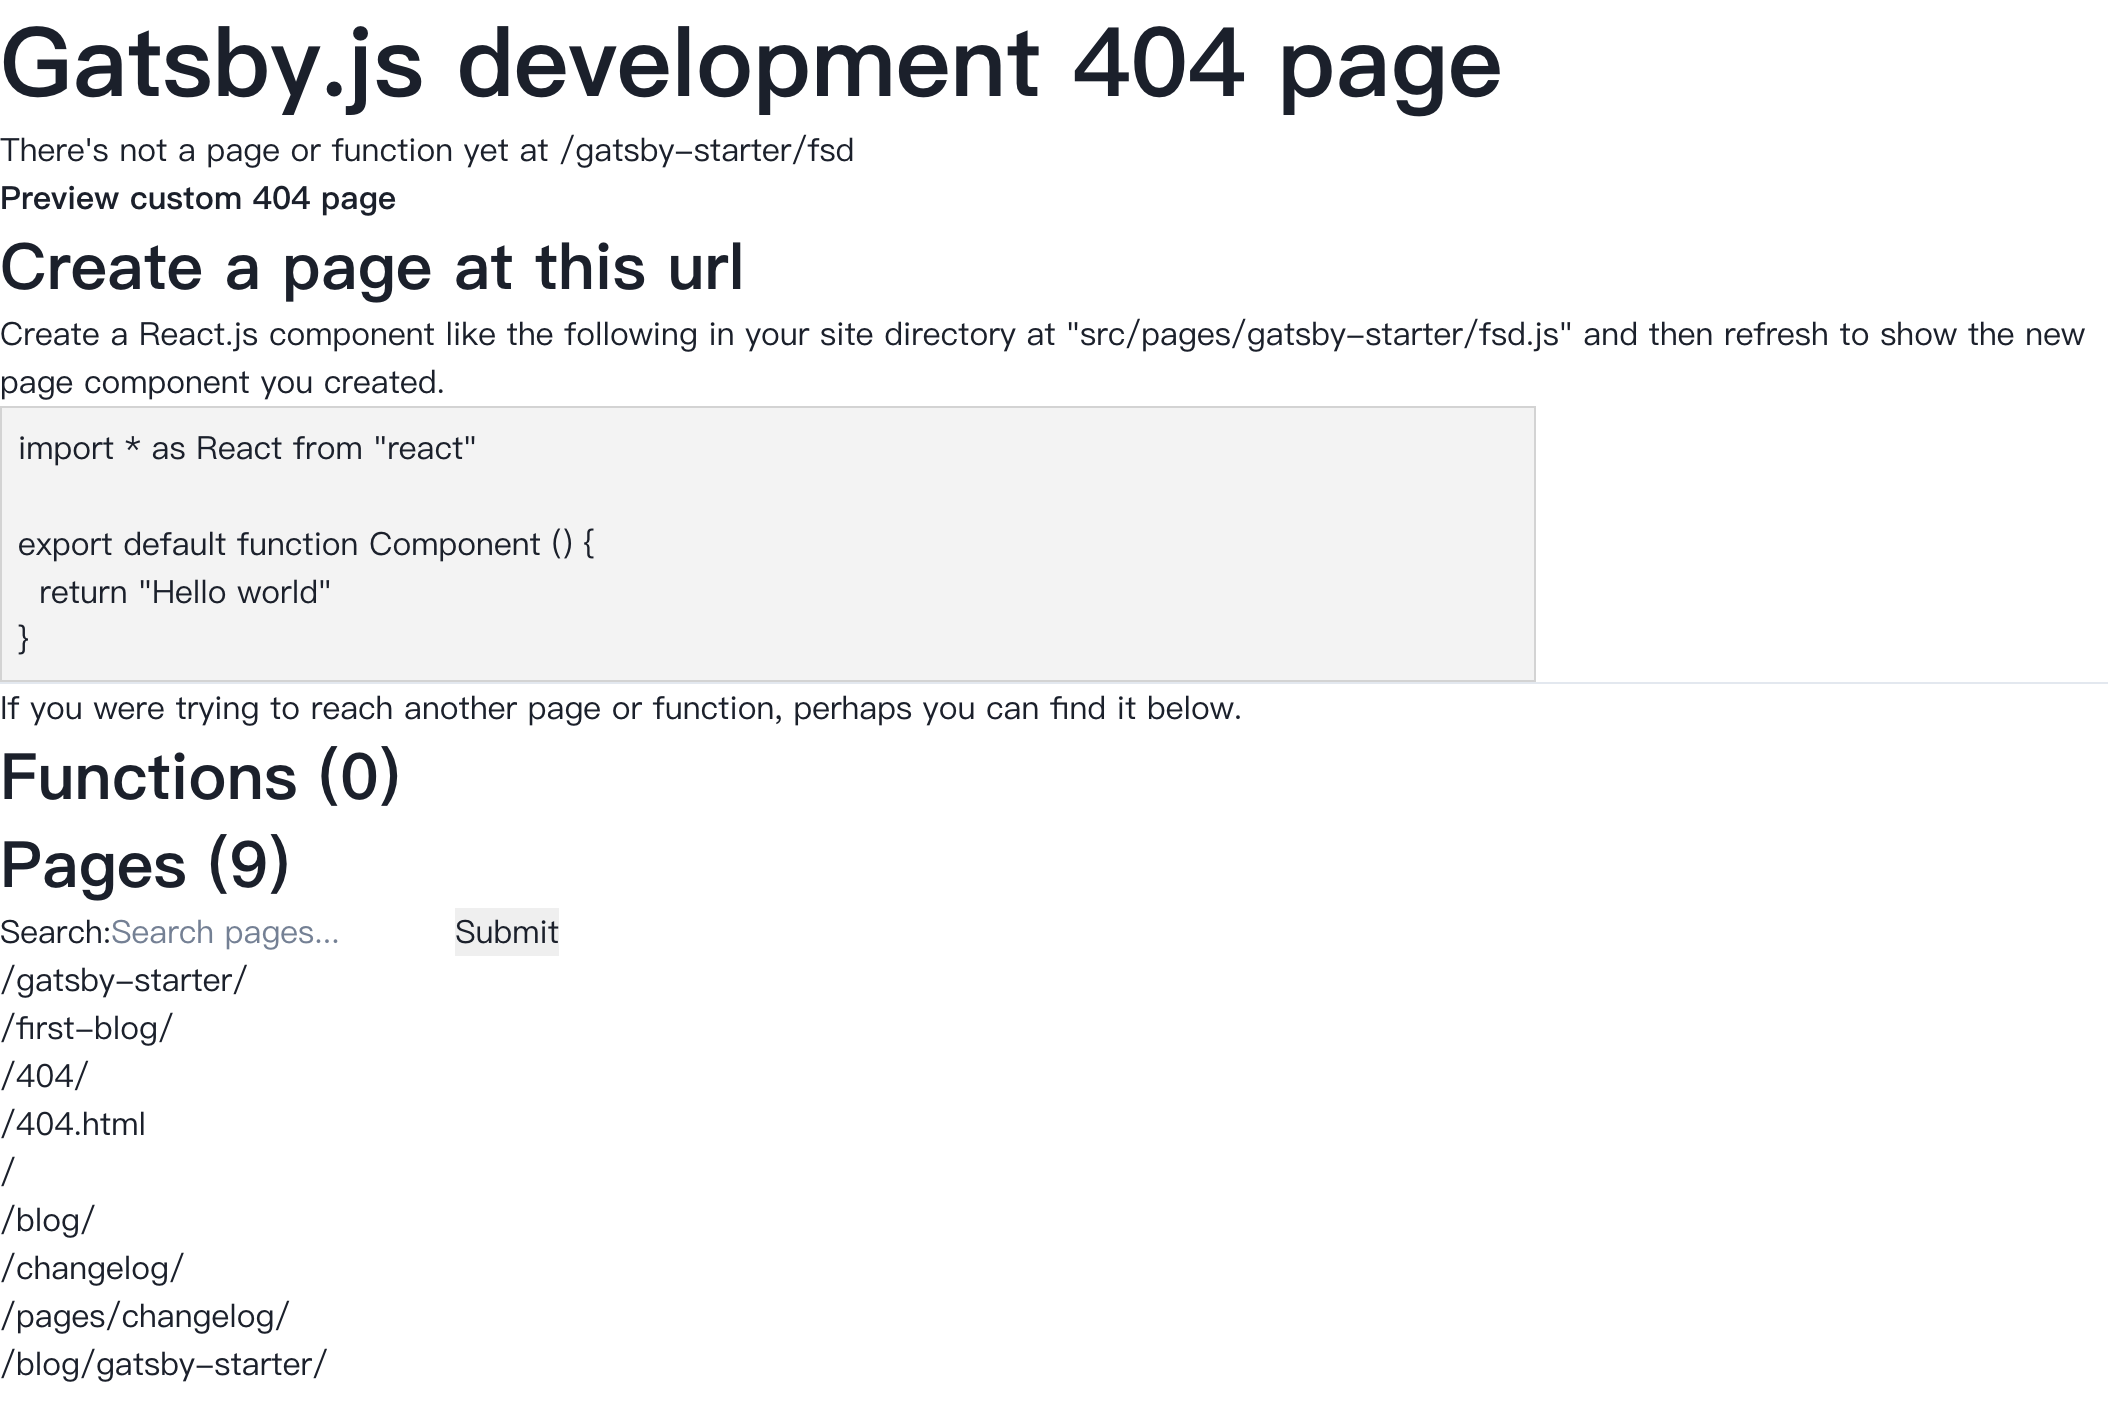 Gatsby.js development 404 page
There's not a page or function yet at /gatsby-starter/fsd
Preview custom 404 page
Create a page at this url
Create a React.js component like the following in your site directory at "src/pages/gatsby-starter/fsd.js" and then refresh to show the new
page component you created.
import * as React from "react"
export default function Component () {
  return "Hello world"
}
If you were trying to reach another page or function, perhaps you can find it below.
Functions (0)
Pages (9)
Search:Search pages... Submit
/gatsby-starter/
/first-blog/
/404/
/404.html
/
/blog/
/changelog/
/pages/changelog/
/blog/gatsby-starter/